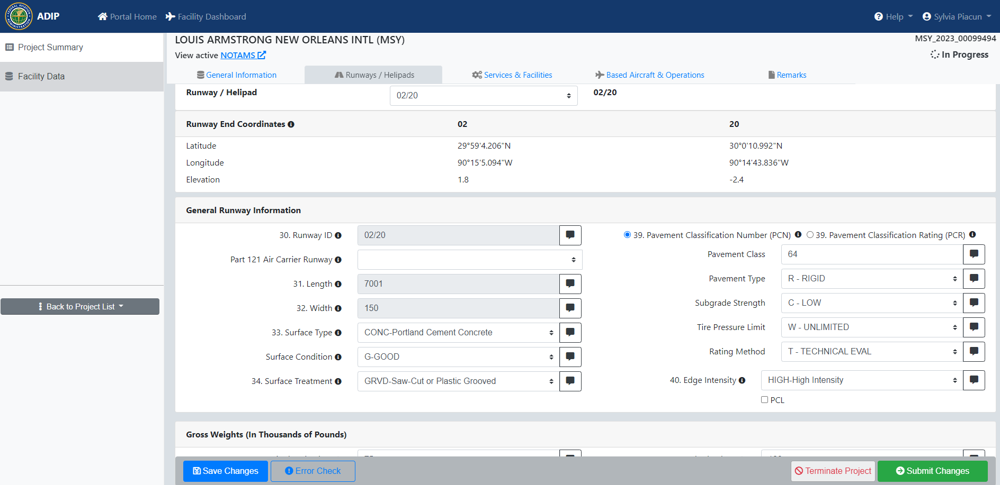 ADIP
Portal Home
Facility Dashboard
Help
Sylvia Piacun
Project Summary
Facility Data
Back to Project List
LOUIS ARMSTRONG NEW ORLEANS INTL (MSY)
MSY_2023_00099494
View active NOTAMS
In Progress
General Information
Runways / Helipads
Services & Facilities
Based Aircraft & Operations
Remarks
Runway / Helipad
02/20
02/20
Runway End Coordinates
02
20
Latitude
29°59'4.206"N
30°0'10.992"N
Longitude
90°15'5.094"W
90°14'43.836"W
Elevation
1.8
-2.4
General Runway Information
30. Runway ID
02/20
Part 121 Air Carrier Runway
31. Length
7001
32. Width
150
33. Surface Type
CONC-Portland Cement Concrete
Surface Condition
G-GOOD
34. Surface Treatment
GRVD-Saw-Cut or Plastic Grooved
39. Pavement Classification Number (PCN)
39. Pavement Classification Rating (PCR)
Pavement Class
64
Pavement Type
R - RIGID
Subgrade Strength
C - LOW
Tire Pressure Limit
W - UNLIMITED
Rating Method
T - TECHNICAL EVAL
40. Edge Intensity
HIGH-High Intensity
PCL
Gross Weights (In Thousands of Pounds)
Save Changes
Error Check
Terminate Project
Submit Changes